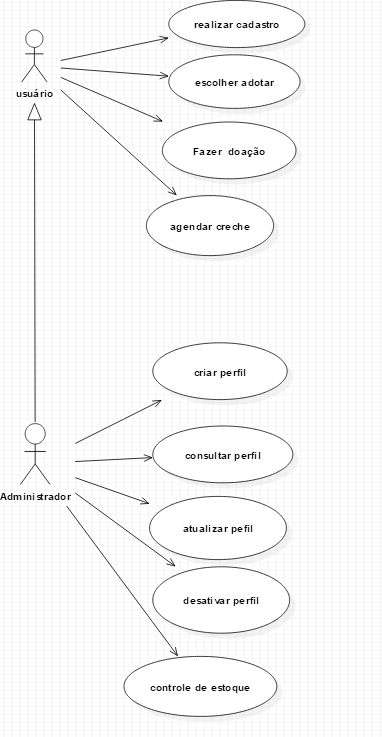 realizar cadastro
usuário
escolher adotar
Fazer doação
agendar creche
criar perfil
consultar perfil
Administrador
atualizar pefil
desativar perfil
controle de estoque